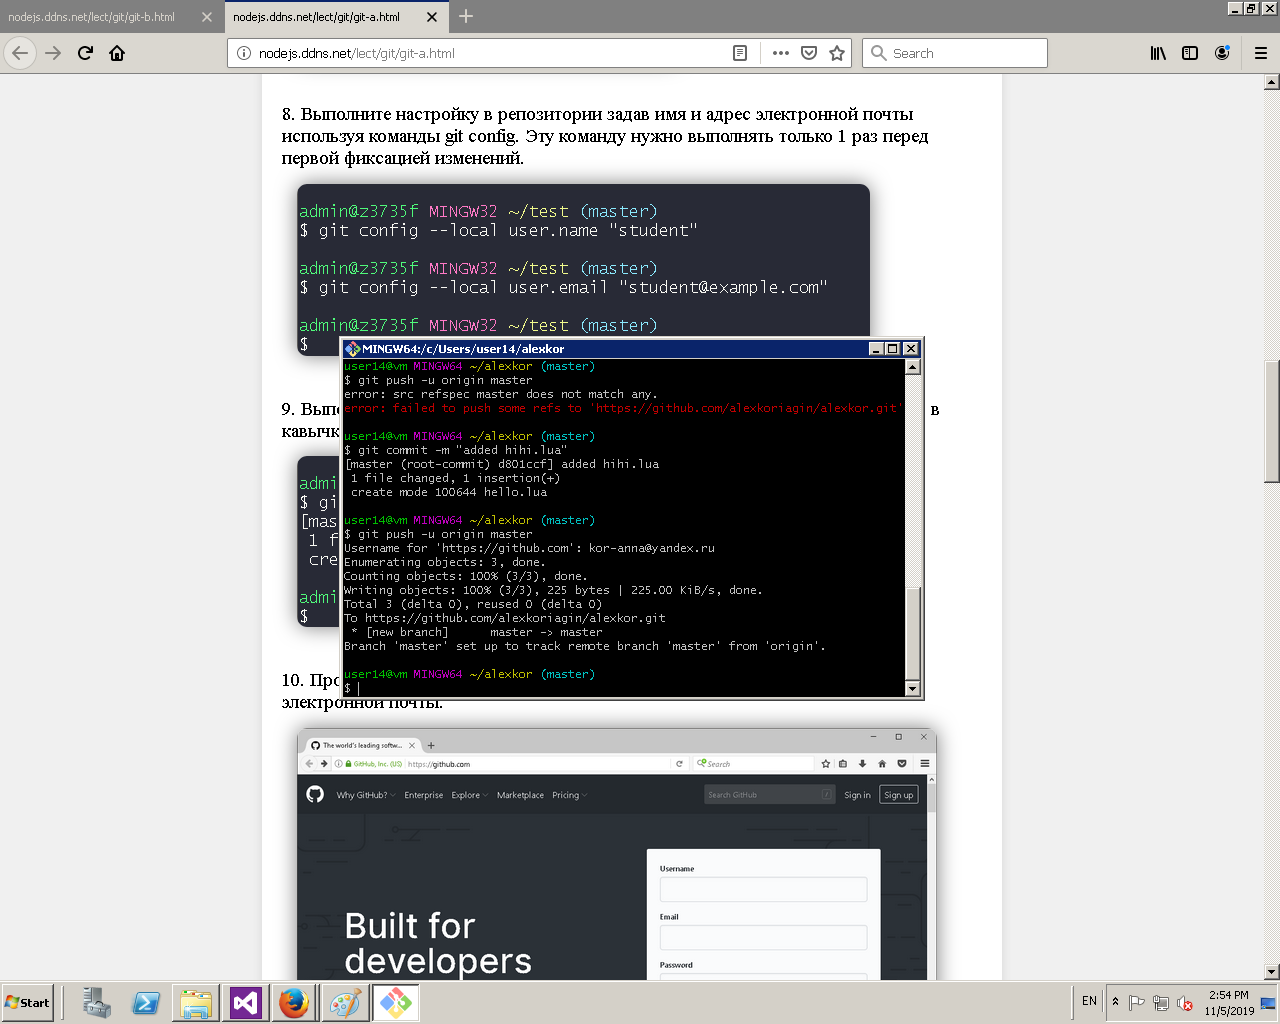 nodejs.ddns.net/lect/git/git-b.html
nodejs.ddns.net/lect/git/git-a.html
nodejs.ddns.net/lect/git/git-a.html
Search
8. Выполните настройку в репозитории задав имя и адрес электронной почты
используя команды git config. Эту команду нужно выполнять только 1 раз перед
первой фиксацией изменений.
admin@z3735f MINGW32 ~/test (master)
$ git config --local user.name "student"
admin@z3735f MINGW32 ~/test (master)
$ git config --local user.email "student@example.com"
admin@z3735f MINGW32 ~/test (master)
$
MINGW64:/c/Users/user14/alexkor
user14@vm MINGW64 ~/alexkor (master)
$ git push -u origin master
error: src refspec master does not match any.
error: failed to push some refs to 'https://github.com/alexkoriagin/alexkor.git'
user14@vm MINGW64 ~/alexkor (master)
$ git commit -m "added hihi.lua"
[master (root-commit) d801ccf] added hihi.lua
1 file changed, 1 insertion(+)
create mode 100644 hello.lua
user14@vm MINGW64 ~/alexkor (master)
$ git push -u origin master
Username for 'https://github.com': kor-anna@yandex.ru
Enumerating objects: 3, done.
Counting objects: 100% (3/3), done.
Writing objects: 100% (3/3), 225 bytes | 225.00 KiB/s, done.
Total 3 (delta 0), reused 0 (delta 0)
To https://github.com/alexkoriagin/alexkor.git
* [new branch] master -> master
Branch 'master' set up to track remote branch 'master' from 'origin'.
user14@vm MINGW64 ~/alexkor (master)
$
9. Вып в
кавычк
admi
$ gi
[mas
1 f
cre
admi
$
10. Про
электронной почты.
The world's leading softw...
GitHub, Inc. (US) https://github.com
Search
Why GitHub? Enterprise Explore Marketplace Pricing
Search GitHub /
Sign in Sign up
Username
Email
Password
Built for
developers
Start
EN
2:54 PM
11/5/2019